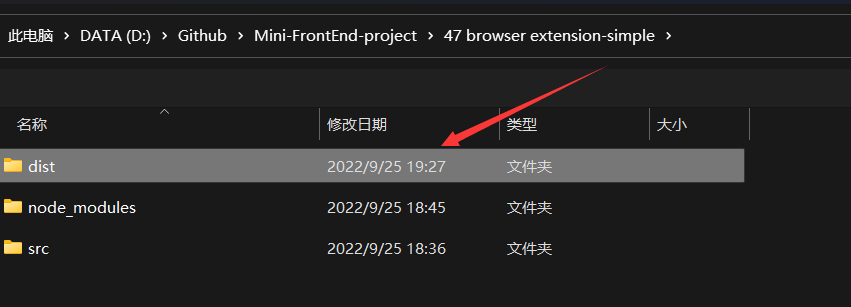 此电脑 > DATA (D:) > Github > Mini-FrontEnd-project > 47 browser extension-simple >
名称 修改日期 类型 大小
dist 2022/9/25 19:27 文件夹
node_modules 2022/9/25 18:45 文件夹
src 2022/9/25 18:36 文件夹